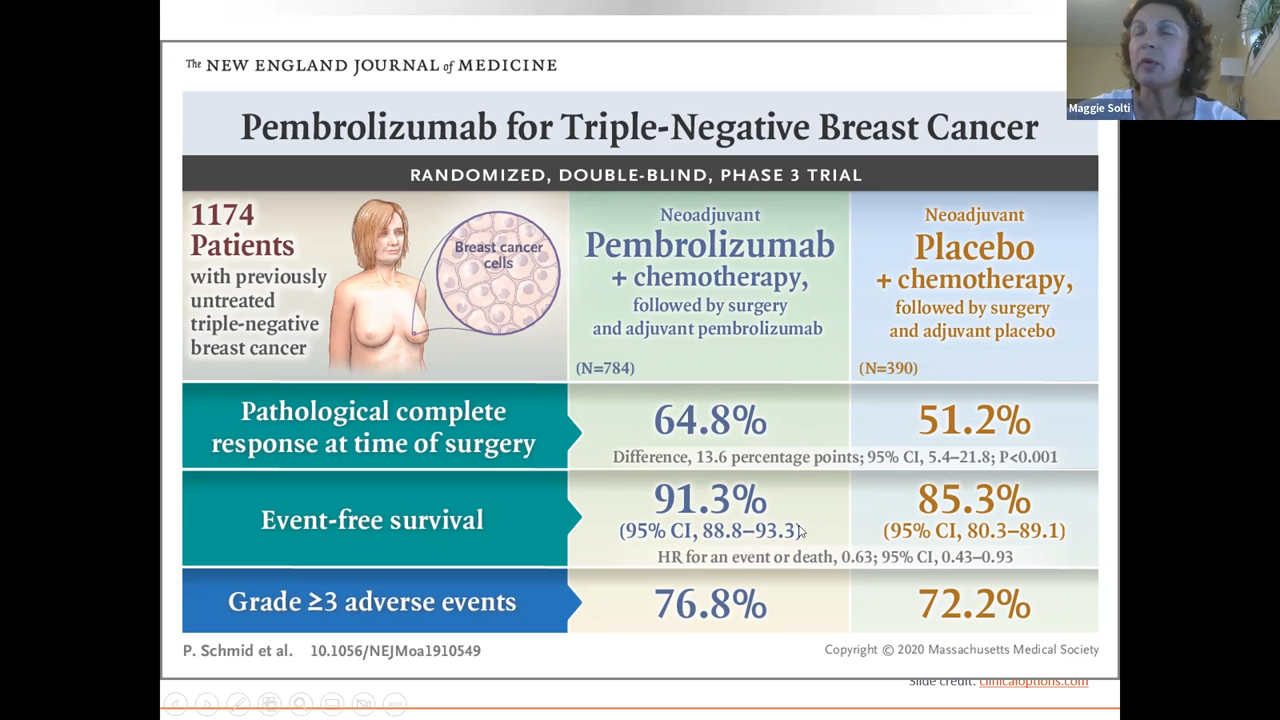 The NEW ENGLAND JOURNAL of MEDICINE
Maggie Solti
Pembrolizumab for Triple-Negative Breast Cancer
RANDOMIZED, DOUBLE-BLIND, PHASE 3 TRIAL
1174
Patients
with previously
untreated
triple-negative
breast cancer
Breast cancer
cells
Neoadjuvant
Pembrolizumab
+ chemotherapy,
followed by surgery
and adjuvant pembrolizumab
(N=784)
Neoadjuvant
Placebo
+ chemotherapy,
followed by surgery
and adjuvant placebo
(N=390)
Pathological complete
response at time of surgery
64.8%
51.2%
Difference, 13.6 percentage points; 95% CI, 5.4–21.8; P<0.001
Event-free survival
91.3%
(95% CI, 88.8–93.3)
85.3%
(95% CI, 80.3–89.1)
HR for an event or death, 0.63; 95% CI, 0.43–0.93
Grade ≥3 adverse events
76.8%
72.2%
P. Schmid et al. 10.1056/NEJMoa1910549
Copyright © 2020 Massachusetts Medical Society
Slide credit: clinicaloptions.com